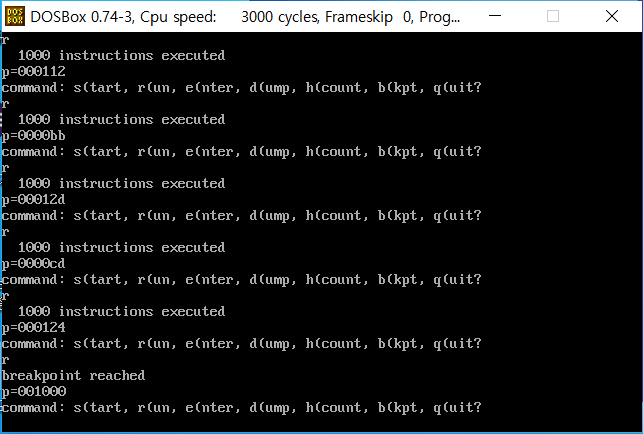 DOSBox 0.74-3, Cpu speed: 3000 cycles, Frameskip 0, Prog...
r
1000 instructions executed
p=000112
command: s(tart, r(un, e(nter, d(ump, h(count, b(kpt, q(uit?
r
1000 instructions executed
p=0000bb
command: s(tart, r(un, e(nter, d(ump, h(count, b(kpt, q(uit?
r
1000 instructions executed
p=00012d
command: s(tart, r(un, e(nter, d(ump, h(count, b(kpt, q(uit?
r
1000 instructions executed
p=0000cd
command: s(tart, r(un, e(nter, d(ump, h(count, b(kpt, q(uit?
r
1000 instructions executed
p=000124
command: s(tart, r(un, e(nter, d(ump, h(count, b(kpt, q(uit?
r
breakpoint reached
p=001000
command: s(tart, r(un, e(nter, d(ump, h(count, b(kpt, q(uit?